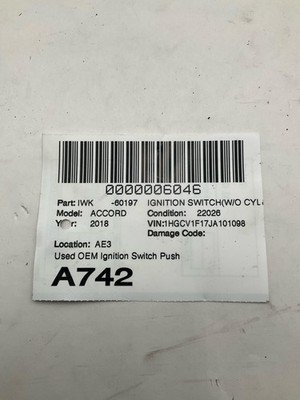 0000006046
Part: IWK -60197 IGNITION SWITCH(W/O CYL
Model: ACCORD Condition: 22026
Year: 2018 VIN:1HGCV1F17JA101098
Damage Code:
Location: AE3
Used OEM Ignition Switch Push
A742